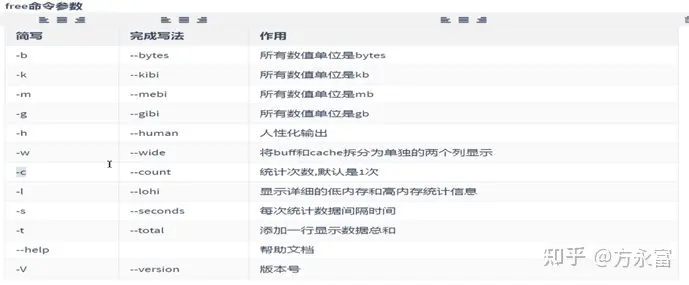 free命令参数
简写 完成写法 作用
-b --bytes 所有数值单位是bytes
-k --kibi 所有数值单位是kb
-m --mebi 所有数值单位是mb
-g --gibi 所有数值单位是gb
-h --human 人性化输出
-w --wide 将buff和cache拆分为单独的两个列显示
-c --count 统计次数,默认是1次
-l --lohi 显示详细的低内存和高内存统计信息
-s --seconds 每次统计数据间隔时间
-t --total 添加一行显示数据总和
--help 帮助文档
-V --version 版本号
知乎 @方永富